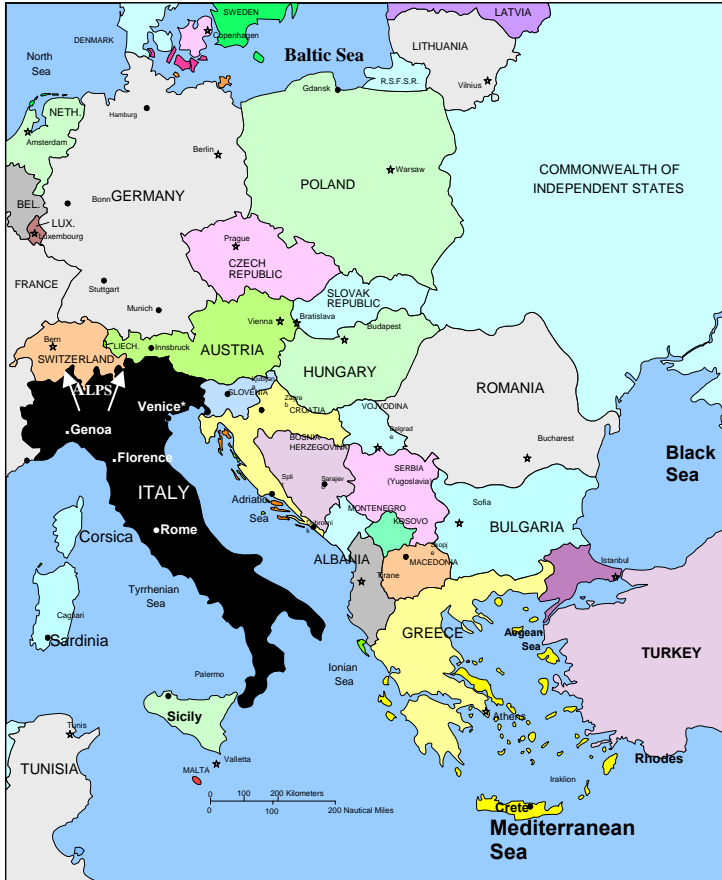 SWEDEN
LATVIA
Copenhagen
North
Sea
DENMARK
Baltic Sea
LITHUANIA
R.S.F.S.R.
Vilnius
Gdansk
Hamburg
NETH.
Amsterdam
Berlin
Warsaw
POLAND
COMMONWEALTH OF
INDEPENDENT STATES
Bonn
GERMANY
BEL.
LUX.
Luxembourg
Prague
CZECH
REPUBLIC
FRANCE
Stuttgart
SLOVAK
REPUBLIC
Munich
Vienna
Bratislava
Budapest
Bern
LIECH.
Innsbruck
AUSTRIA
SWITZERLAND
HUNGARY
ALPS
SLOVENIA
Zagre
b
CROATIA
ROMANIA
Venice*
VOJVODINA
Genoa
Belgrad
e
BOSNIA
HERZEGOVINA
Bucharest
Black
Sea
Florence
SERBIA
(Yugoslavia)
Spli
Sarajev
ITALY
Adriatic
Sea
MONTENEGRO
KOSOVO
Sofia
BULGARIA
Rome
Corsica
Skopj
e
ALBANIA
MACEDONIA
Istanbul
Tirane
Tyrrhenian
Sea
Cagliari
Sardinia
GREECE
Aegean
Sea
TURKEY
Ionian
Sea
Palermo
Sicily
Athens
Tunis
TUNISIA
Valletta
MALTA
Rhodes
Iraklion
0 100 200 Kilometers
0 100 200 Nautical Miles
Crete
Mediterranean
Sea